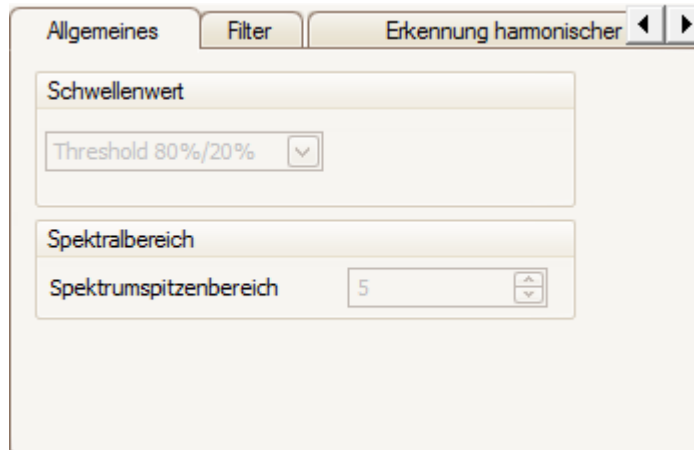 Allgemeines Filter Erkennung harmonischer
Schwellenwert
Threshold 80%/20%
Spektralbereich
Spektrumspitzenbereich 5